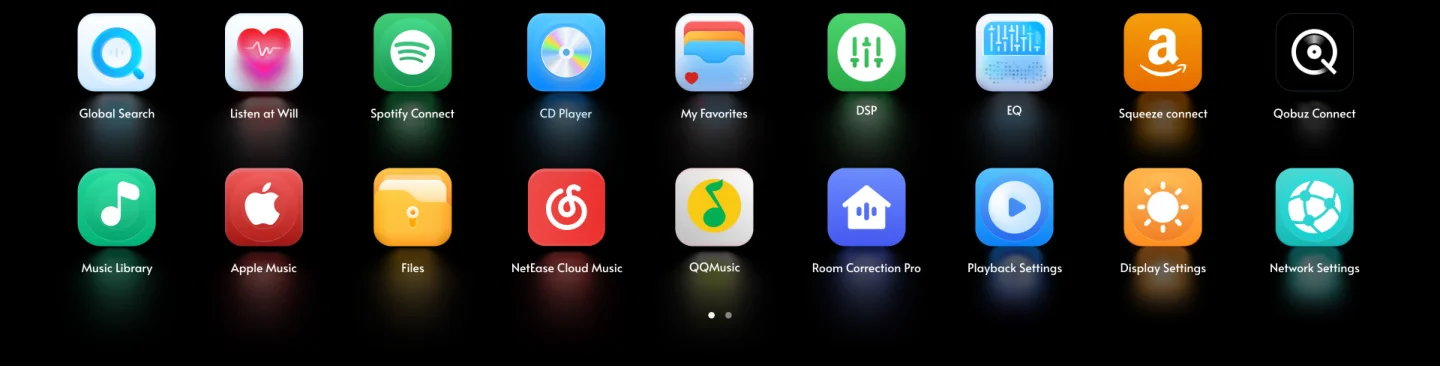 Global Search
Listen at Will
Spotify Connect
CD Player
My Favorites
DSP
EQ
Squeeze connect
Qobuz Connect
Music Library
Apple Music
Files
NetEase Cloud Music
QQMusic
Room Correction Pro
Playback Settings
Display Settings
Network Settings